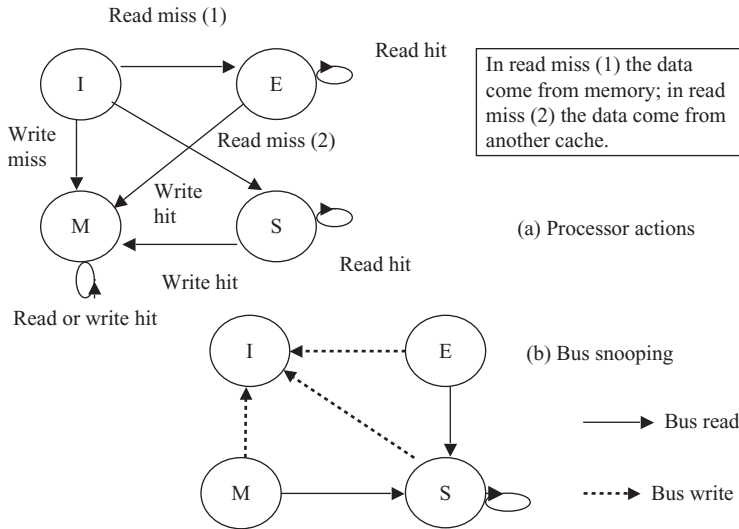 Read miss (1)
I
E
Read hit
In read miss (1) the data
come from memory; in read
miss (2) the data come from
another cache.
Write
miss
Read miss (2)
Write
hit
M
S
(a) Processor actions
Read hit
Write hit
Read or write hit
I
E
(b) Bus snooping
Bus read
M
S
Bus write